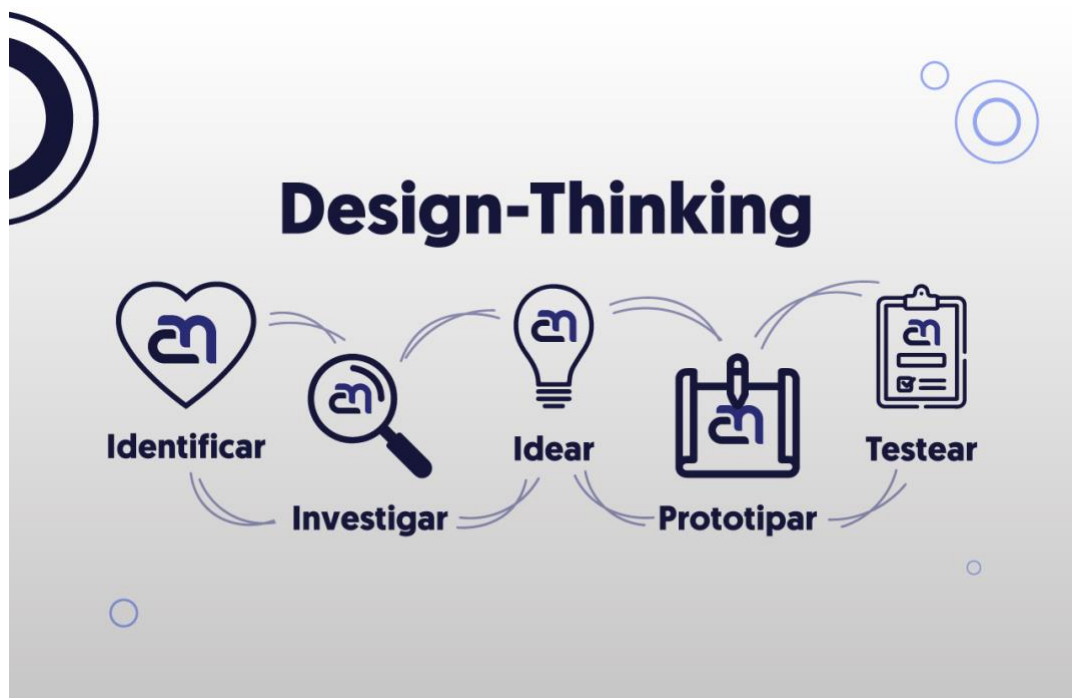 Design-Thinking
Identificar
Investigar
Idear
Prototipar
Testear